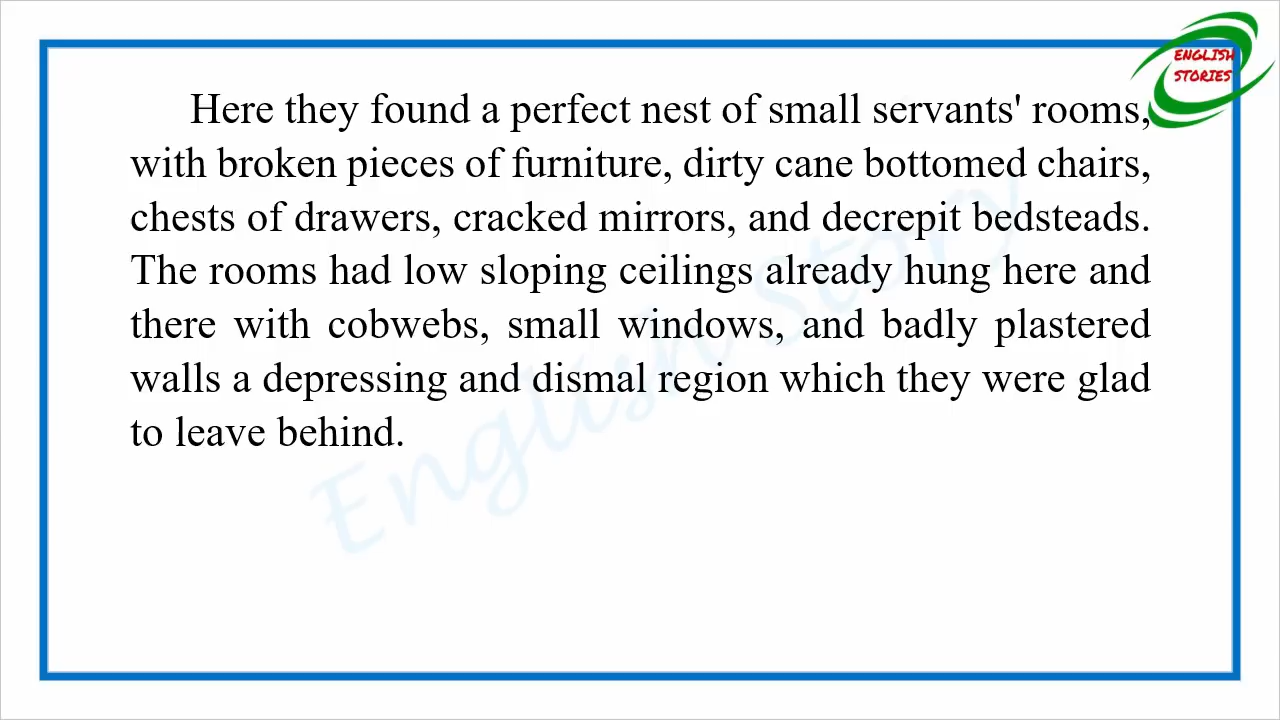 ENGLISH
STORIES
Here they found a perfect nest of small servants' rooms,
with broken pieces of furniture, dirty cane bottomed chairs,
chests of drawers, cracked mirrors, and decrepit bedsteads.
The rooms had low sloping ceilings already hung here and
there with cobwebs, small windows, and badly plastered
walls a depressing and dismal region which they were glad
to leave behind.
English Story